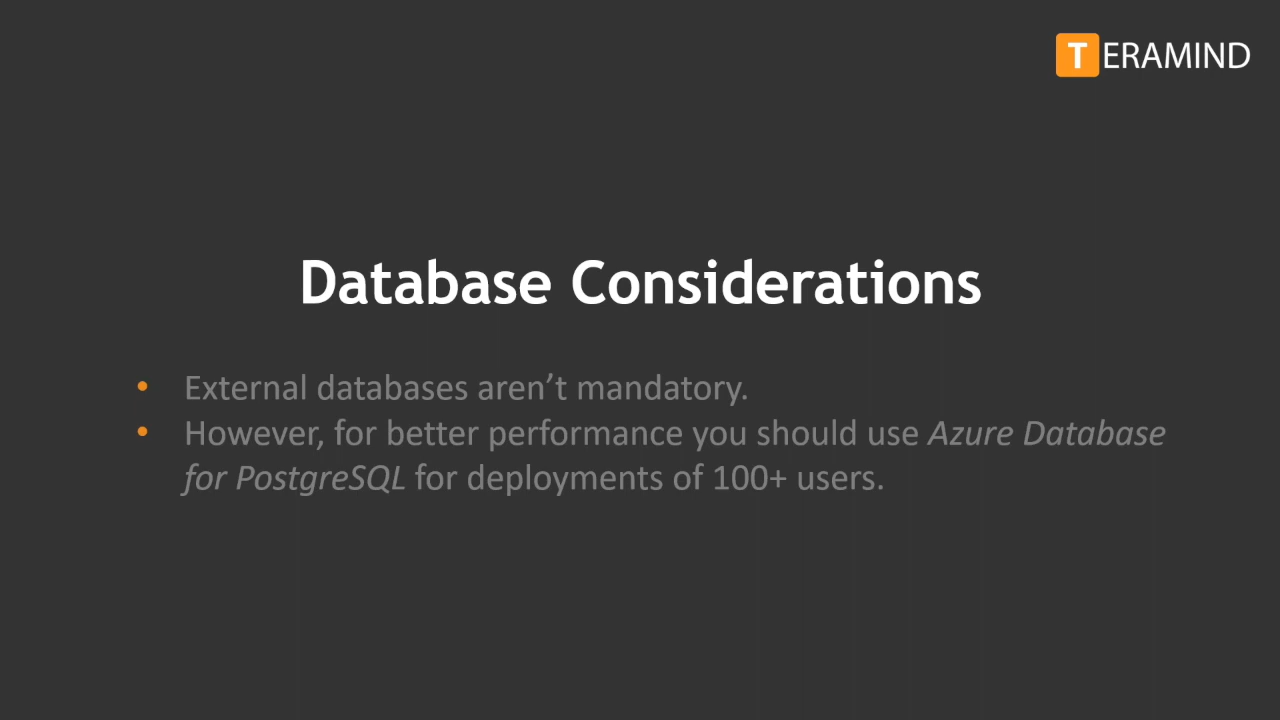 TERAMIND
Database Considerations
• External databases aren’t mandatory.
• However, for better performance you should use Azure Database
for PostgreSQL for deployments of 100+ users.